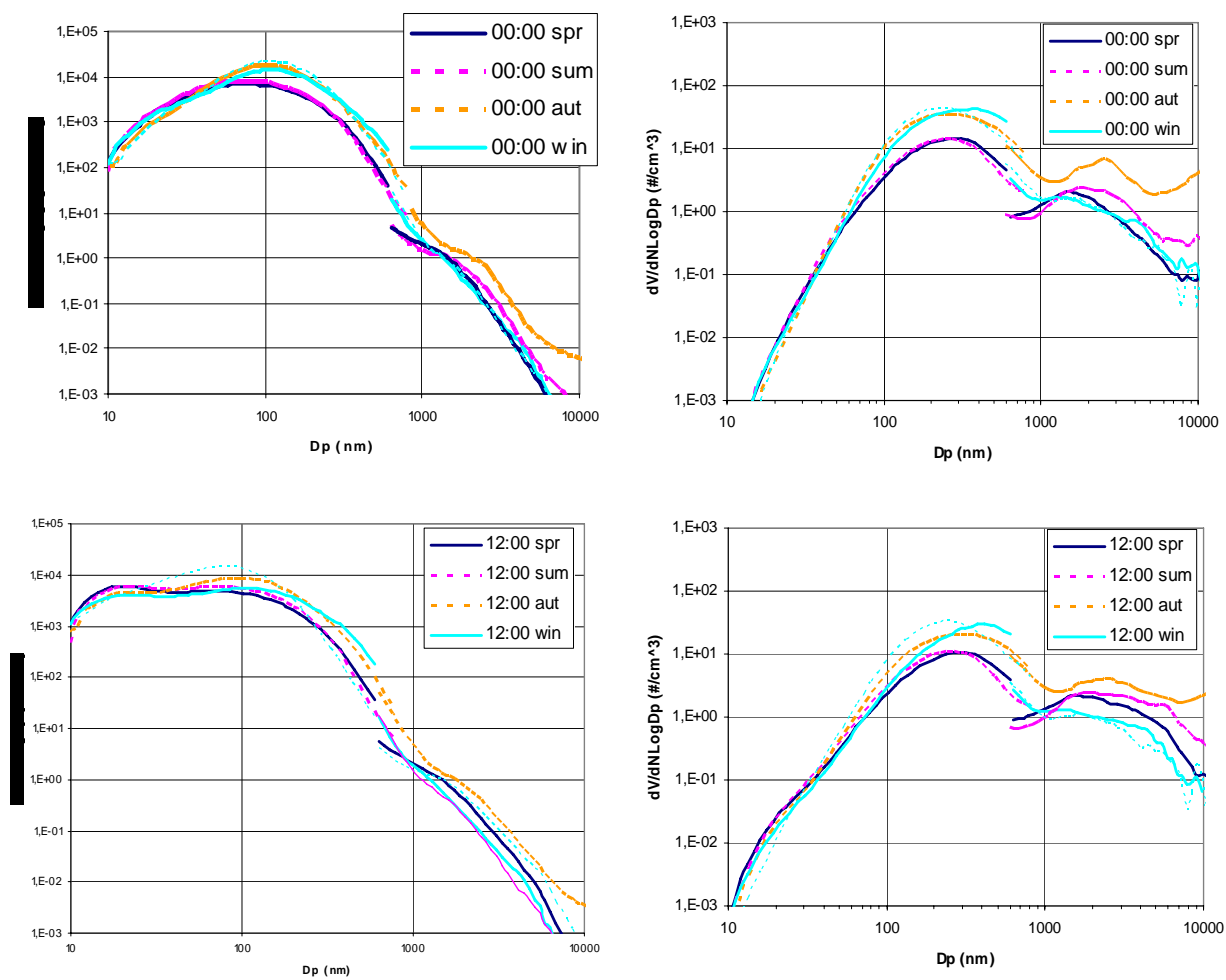 1,E+05
1,E+04
1,E+03
1,E+02
1,E+01
1,E+00
1,E-01
1,E-02
1,E-03
10 100 1000 10000
Dp (nm)
00:00 spr
00:00 sum
00:00 aut
00:00 win
dV/dNLogDp (#/cm^3)
1,E+03
1,E+02
1,E+01
1,E+00
1,E-01
1,E-02
1,E-03
10 100 1000 10000
Dp (nm)
00:00 spr
00:00 sum
00:00 aut
00:00 win
1,E+05
1,E+04
1,E+03
1,E+02
1,E+01
1,E+00
1,E-01
1,E-02
1,E-03
10 100 1000 10000
Dp (nm)
12:00 spr
12:00 sum
12:00 aut
12:00 win
dV/dNLogDp (#/cm^3)
1,E+03
1,E+02
1,E+01
1,E+00
1,E-01
1,E-02
1,E-03
10 100 1000 10000
Dp (nm)
12:00 spr
12:00 sum
12:00 aut
12:00 win